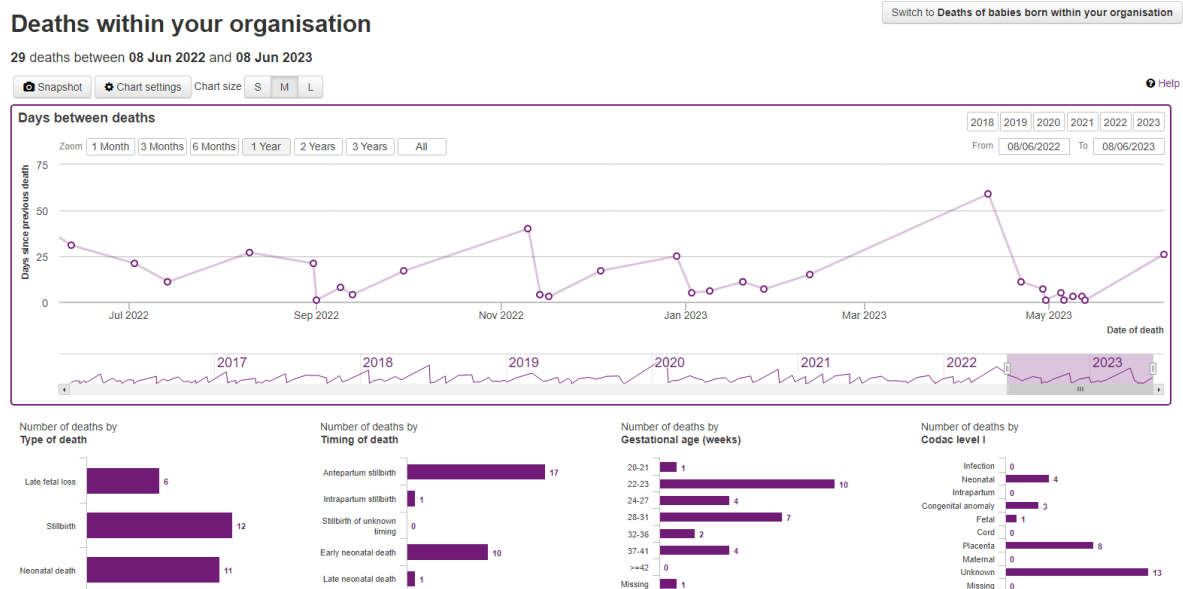 Deaths within your organisation
Switch to Deaths of babies born within your organisation
29 deaths between 08 Jun 2022 and 08 Jun 2023
Snapshot Chart settings Chart size S M L
Help
Days between deaths
2018 2019 2020 2021 2022 2023
Zoom 1 Month 3 Months 6 Months 1 Year 2 Years 3 Years All
From 08/06/2022 To 08/06/2023
Days since previous death
75
50
25
0
Jul 2022 Sep 2022 Nov 2022 Jan 2023 Mar 2023 May 2023
Date of death
2017 2018 2019 2020 2021 2022 2023
Number of deaths by
Type of death
Late fetal loss 6
Stillbirth 12
Neonatal death 11
Number of deaths by
Timing of death
Antepartum stillbirth 17
Intrapartum stillbirth 1
Stillbirth of unknown
timing 0
Early neonatal death 10
Late neonatal death 1
Number of deaths by
Gestational age (weeks)
20-21 1
22-23 10
24-27 4
28-31 7
32-36 2
37-41 4
>=42 0
Missing 1
Number of deaths by
Codac level I
Infection 0
Neonatal 4
Intrapartum 0
Congenital anomaly 3
Fetal 1
Cord 0
Placenta 8
Maternal 0
Unknown 13
Missing 0